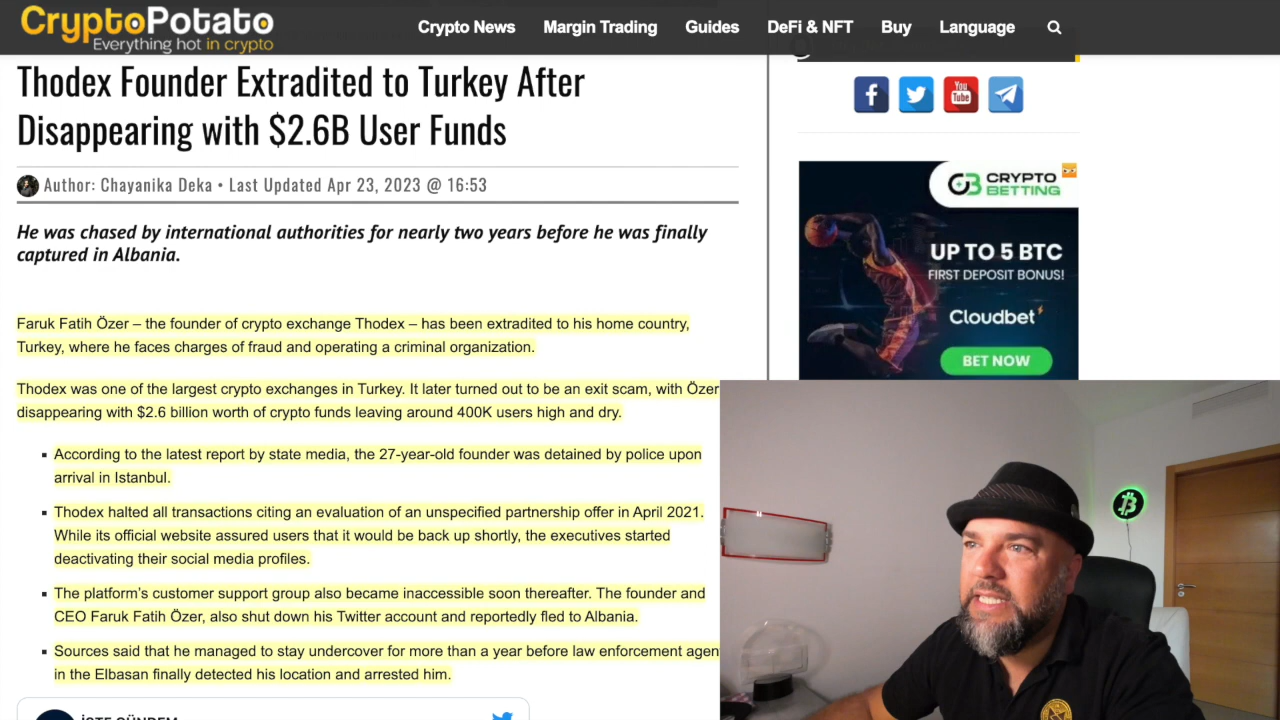 CryptoPotato
Everything hot in crypto
Crypto News Margin Trading Guides DeFi & NFT Buy Language
Thodex Founder Extradited to Turkey After
Disappearing with $2.6B User Funds
Author: Chayanika Deka • Last Updated Apr 23, 2023 @ 16:53
He was chased by international authorities for nearly two years before he was finally
captured in Albania.
Faruk Fatih Özer – the founder of crypto exchange Thodex – has been extradited to his home country,
Turkey, where he faces charges of fraud and operating a criminal organization.
Thodex was one of the largest crypto exchanges in Turkey. It later turned out to be an exit scam, with Özer
disappearing with $2.6 billion worth of crypto funds leaving around 400K users high and dry.
▪ According to the latest report by state media, the 27-year-old founder was detained by police upon
arrival in Istanbul.
▪ Thodex halted all transactions citing an evaluation of an unspecified partnership offer in April 2021.
While its official website assured users that it would be back up shortly, the executives started
deactivating their social media profiles.
▪ The platform's customer support group also became inaccessible soon thereafter. The founder and
CEO Faruk Fatih Özer, also shut down his Twitter account and reportedly fled to Albania.
▪ Sources said that he managed to stay undercover for more than a year before law enforcement agen
in the Elbasan finally detected his location and arrested him.
You
Tube
CRYPTO
BETTING
UP TO 5 BTC
FIRST DEPOSIT BONUS!
Cloudbet
BET NOW